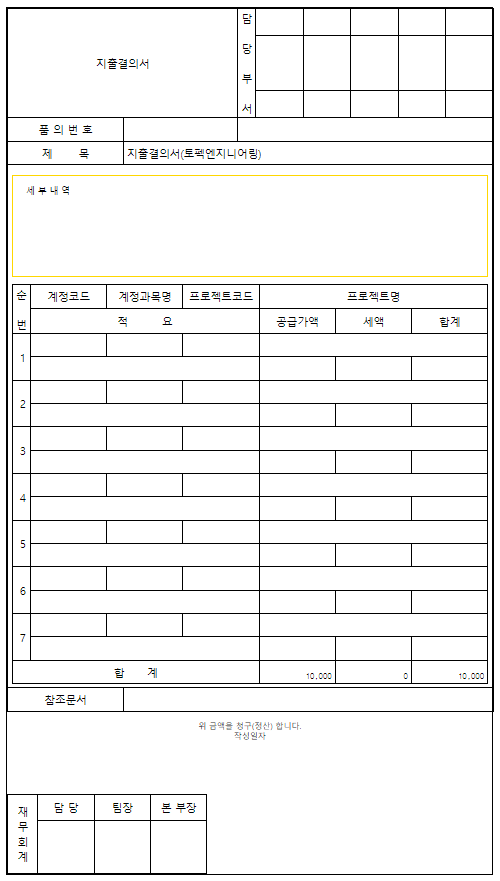 지출결의서
담당부서
품 의 번 호
제 목 지출결의서(토펙엔지니어링)
세 부 내 역
순번 계정코드 계정과목명 프로젝트코드 프로젝트명
적 요 공급가액 세액 합계
1
2
3
4
5
6
7
합 계 10,000 0 10,000
참조문서
위 금액을 청구(정산) 합니다.
작성일자
재무회계 담 당 팀장 본 부장